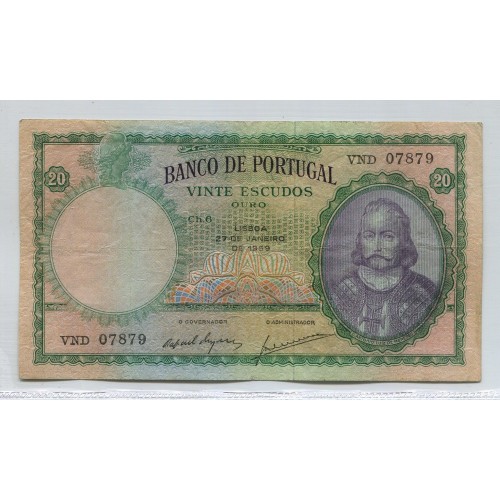 BANCO DE PORTUGAL
VND 07879
20
VINTE ESCUDOS
20
OURO
Ch. 6
LISBOA
27 DE JANEIRO
DE 1959
VND 07879
O GOVERNADOR
O ADMINISTRADOR